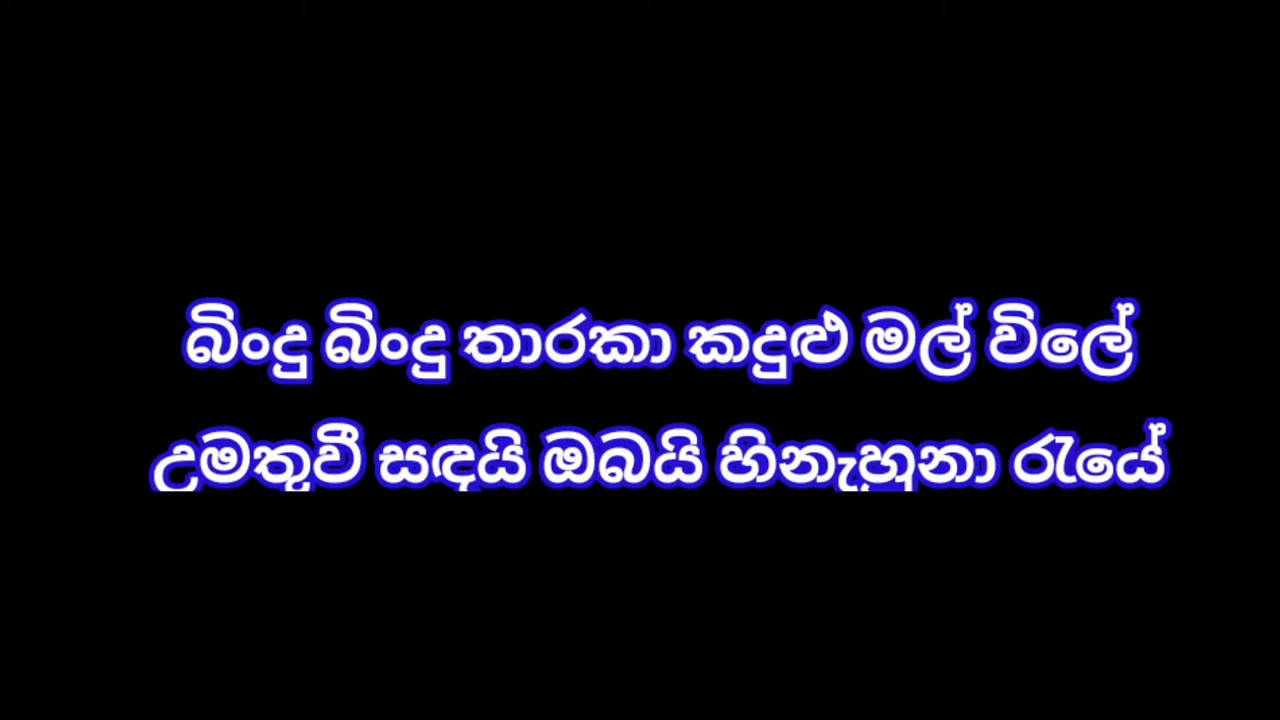 බිංදු බිංදු තාරකා කදුළු මල් විලේ
උමතුවී සඳයි ඔබයි හිනැහුනා රැයේ